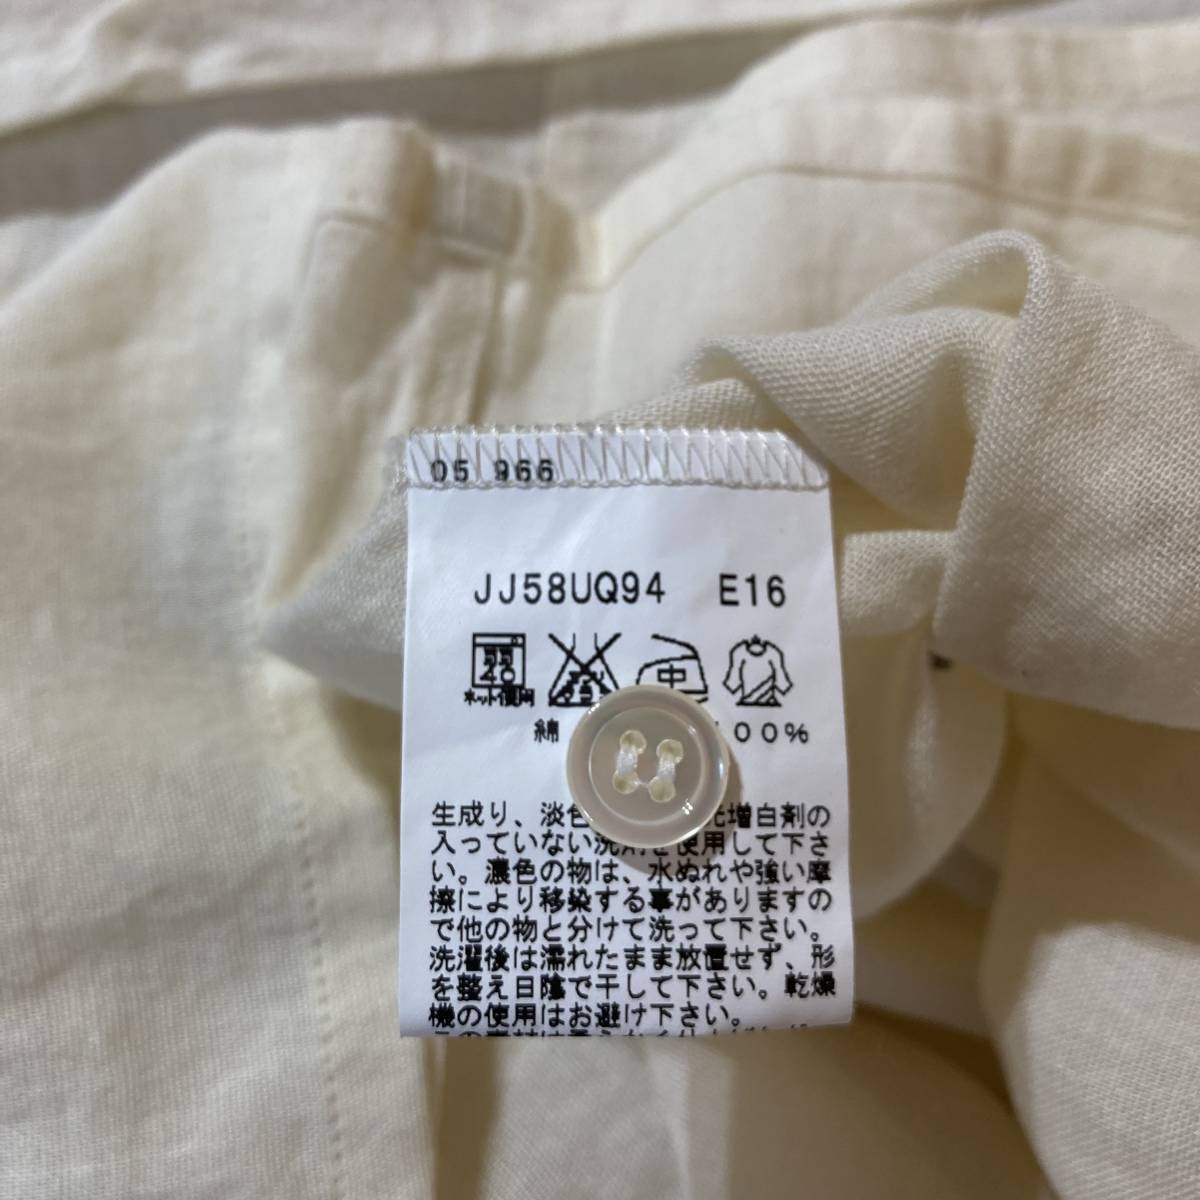 05 966
JJ58UQ94 E16
40 中
ネット使用
綿 00%
生成り、淡色 増白剤の
入っていない洗剤を使用して下さ
い。濃色の物は、水ぬれや強い摩
擦により移染する事がありますの
で他の物と分けて洗って下さい。
洗濯後は濡れたまま放置せず、形
を整え日陰で干して下さい。乾燥
機の使用はお避け下さい。